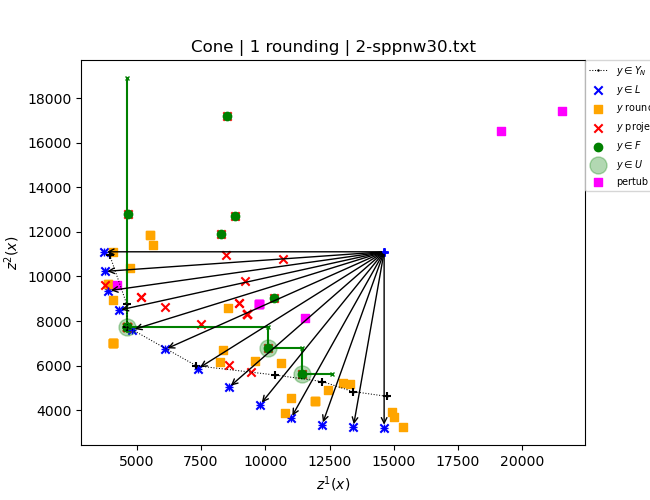 Cone | 1 rounding | 2-sppnw30.txt
z²(x)
18000
16000
14000
12000
10000
8000
6000
4000
5000
7500
10000
12500
15000
17500
20000
z¹(x)
y ∈ Y_N
y ∈ L
y roun
y proje
y ∈ F
y ∈ U
pertub